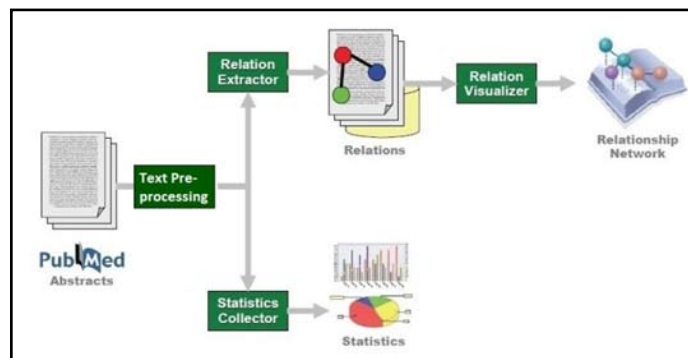 Relation
Extractor
Relations
Relation
Visualizer
Relationship
Network
Text Pre-
processing
PubMed
Abstracts
Statistics
Collector
Statistics